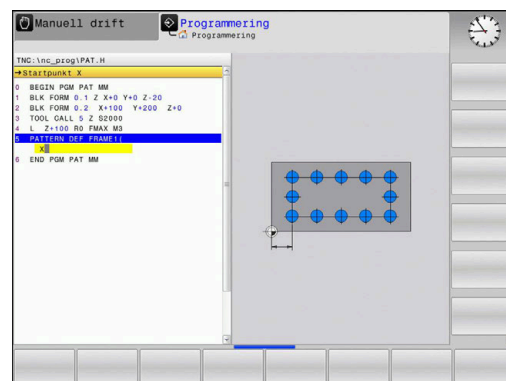 Manuell drift
Programmering
Programmering
TNC:\nc_prog\PAT.H
→Startpunkt X
0 BEGIN PGM PAT MM
1 BLK FORM 0.1 Z X+0 Y+0 Z-20
2 BLK FORM 0.2 X+100 Y+200 Z+0
3 TOOL CALL 5 Z S2000
4 L Z+100 R0 FMAX M3
5 PATTERN DEF FRAME1(
X
6 END PGM PAT MM